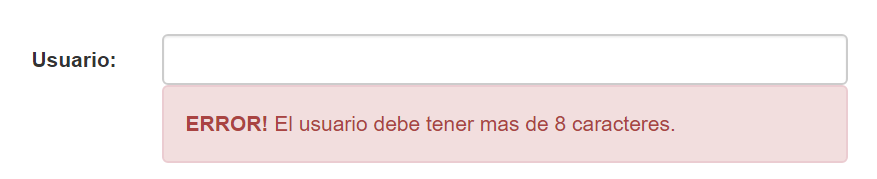 Usuario:
ERROR! El usuario debe tener mas de 8 caracteres.